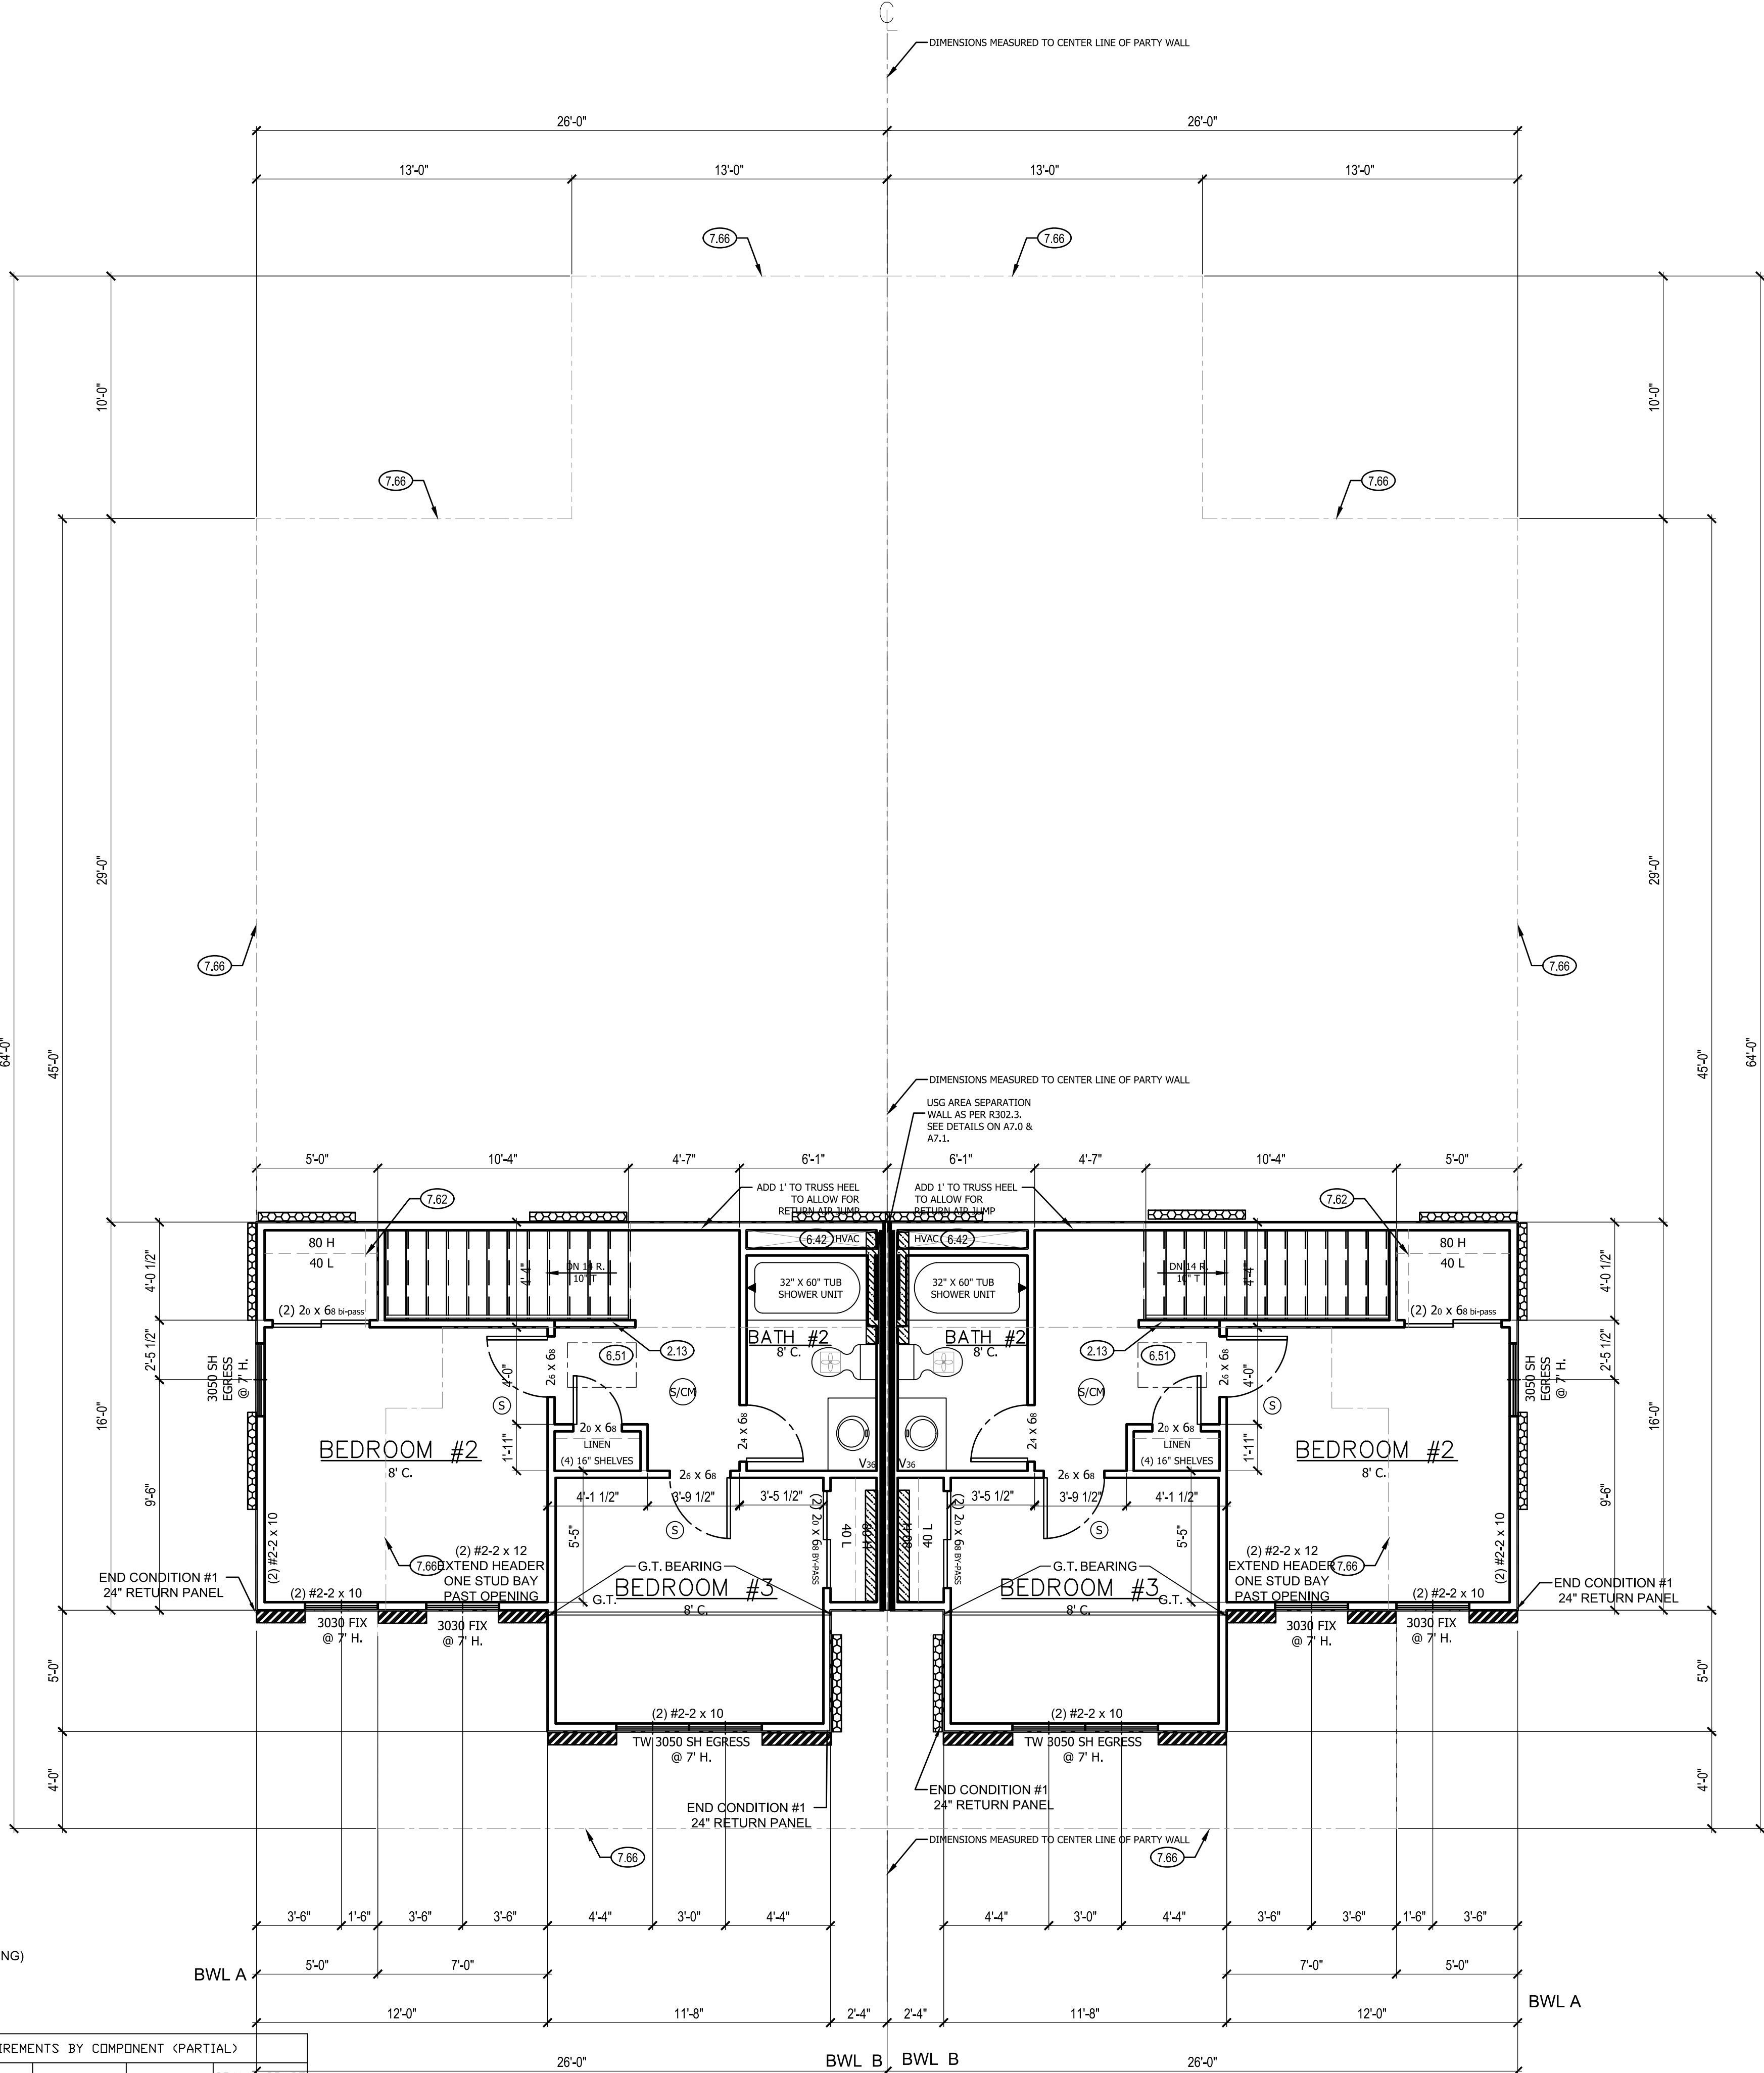 DIMENSIONS MEASURED TO CENTER LINE OF PARTY WALL
26'-0" 26'-0"
13'-0" 13'-0" 13'-0" 13'-0"
7.66 7.66
10'-0" 10'-0"
7.66 7.66
29'-0" 29'-0"
7.66 7.66
64'-0" 45'-0" 45'-0" 64'-0"
DIMENSIONS MEASURED TO CENTER LINE OF PARTY WALL
USG AREA SEPARATION
WALL AS PER R302.3.
SEE DETAILS ON A7.0 &
A7.1.
5'-0" 10'-4" 4'-7" 6'-1" 6'-1" 4'-7" 10'-4" 5'-0"
ADD 1' TO TRUSS HEEL
TO ALLOW FOR
RETURN AIR JUMP
ADD 1' TO TRUSS HEEL
TO ALLOW FOR
RETURN AIR JUMP
7.62 7.62
6.42 HVAC HVAC 6.42
80 H
40 L
80 H
40 L
4'-0 1/2" 4'-0 1/2"
4'-4" 4'-4"
DN 14 R.
10" T
DN 14 R.
10" T
32" X 60" TUB
SHOWER UNIT
32" X 60" TUB
SHOWER UNIT
(2) 20 x 68 bi-pass (2) 20 x 68 bi-pass
BATH #2
8' C.
BATH #2
8' C.
2.13 2.13
6.51 6.51
2'-5 1/2" 2'-5 1/2"
3050 SH
EGRESS
@ 7' H.
3050 SH
EGRESS
@ 7' H.
26 x 68 26 x 68
4'-0" 4'-0"
S/CM S/CM
S S
16'-0" 16'-0"
20 x 68
LINEN
(4) 16" SHELVES
20 x 68
LINEN
(4) 16" SHELVES
1'-11" 1'-11"
24 x 68 24 x 68
V36 V36
BEDROOM #2
8' C.
BEDROOM #2
8' C.
26 x 68 26 x 68
9'-6" 9'-6"
4'-1 1/2" 3'-9 1/2" 3'-5 1/2" 3'-5 1/2" 3'-9 1/2" 4'-1 1/2"
S S
5'-5" 5'-5"
(2) 20 x 68 BY-PASS (2) 20 x 68 BY-PASS
40 L 80 H 80 H 40 L
(2) #2-2 x 10 (2) #2-2 x 10
7.66 7.66
(2) #2-2 x 12
EXTEND HEADER
ONE STUD BAY
PAST OPENING
(2) #2-2 x 12
EXTEND HEADER
ONE STUD BAY
PAST OPENING
G.T. BEARING G.T. BEARING
G.T. G.T.
END CONDITION #1
24" RETURN PANEL
END CONDITION #1
24" RETURN PANEL
(2) #2-2 x 10 (2) #2-2 x 10
BEDROOM #3
8' C.
BEDROOM #3
8' C.
3030 FIX
@ 7' H.
3030 FIX
@ 7' H.
3030 FIX
@ 7' H.
3030 FIX
@ 7' H.
5'-0" 5'-0"
(2) #2-2 x 10 (2) #2-2 x 10
TW 3050 SH EGRESS
@ 7' H.
TW 3050 SH EGRESS
@ 7' H.
4'-0" 4'-0"
END CONDITION #1
24" RETURN PANEL
END CONDITION #1
24" RETURN PANEL
DIMENSIONS MEASURED TO CENTER LINE OF PARTY WALL
7.66 7.66
3'-6" 1'-6" 3'-6" 3'-6" 4'-4" 3'-0" 4'-4" 4'-4" 3'-0" 4'-4" 3'-6" 3'-6" 1'-6" 3'-6"
NG)
BWL A 5'-0" 7'-0" 7'-0" 5'-0"
BWL A
12'-0" 11'-8" 2'-4" 2'-4" 11'-8" 12'-0"
IREMENTS BY COMPONENT (PARTIAL)
26'-0" BWL B BWL B 26'-0"